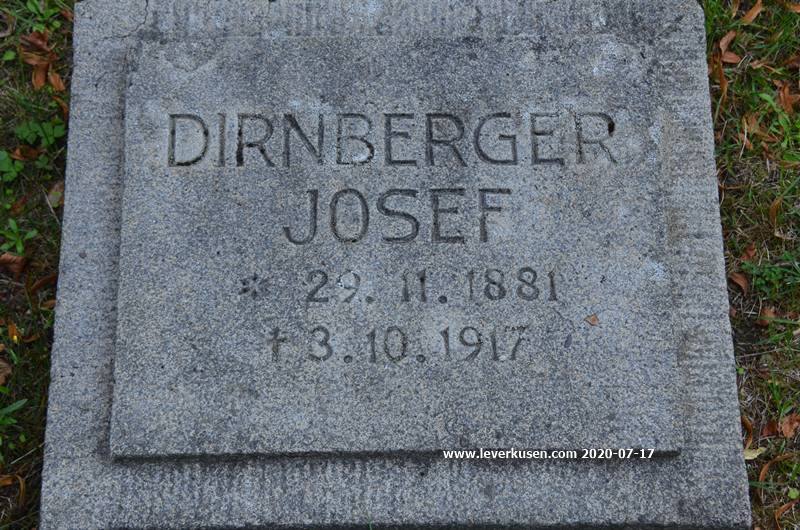 DIRNBERGER
JOSEF
* 29.11.1881
† 3.10.1917
www.leverkusen.com 2020-07-17